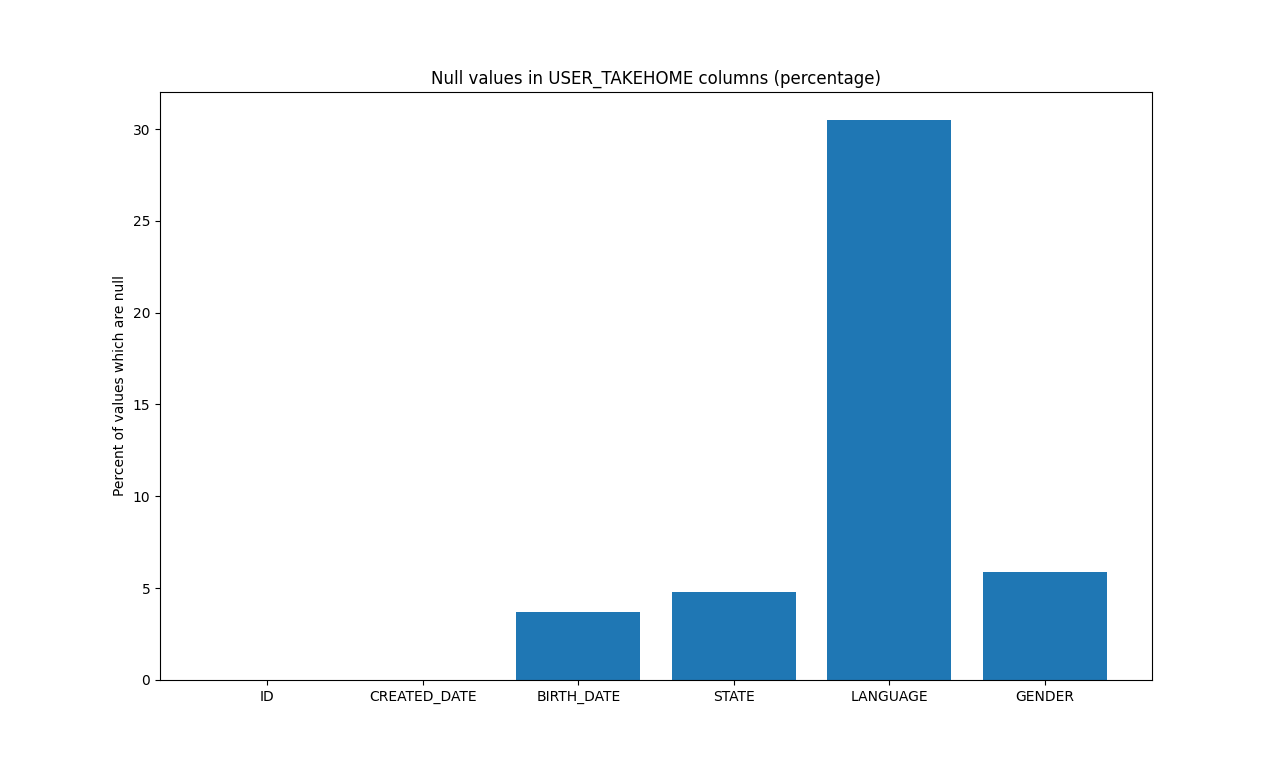 Null values in USER_TAKEHOME columns (percentage)
Percent of values which are null
30
25
20
15
10
5
0
ID CREATED_DATE BIRTH_DATE STATE LANGUAGE GENDER